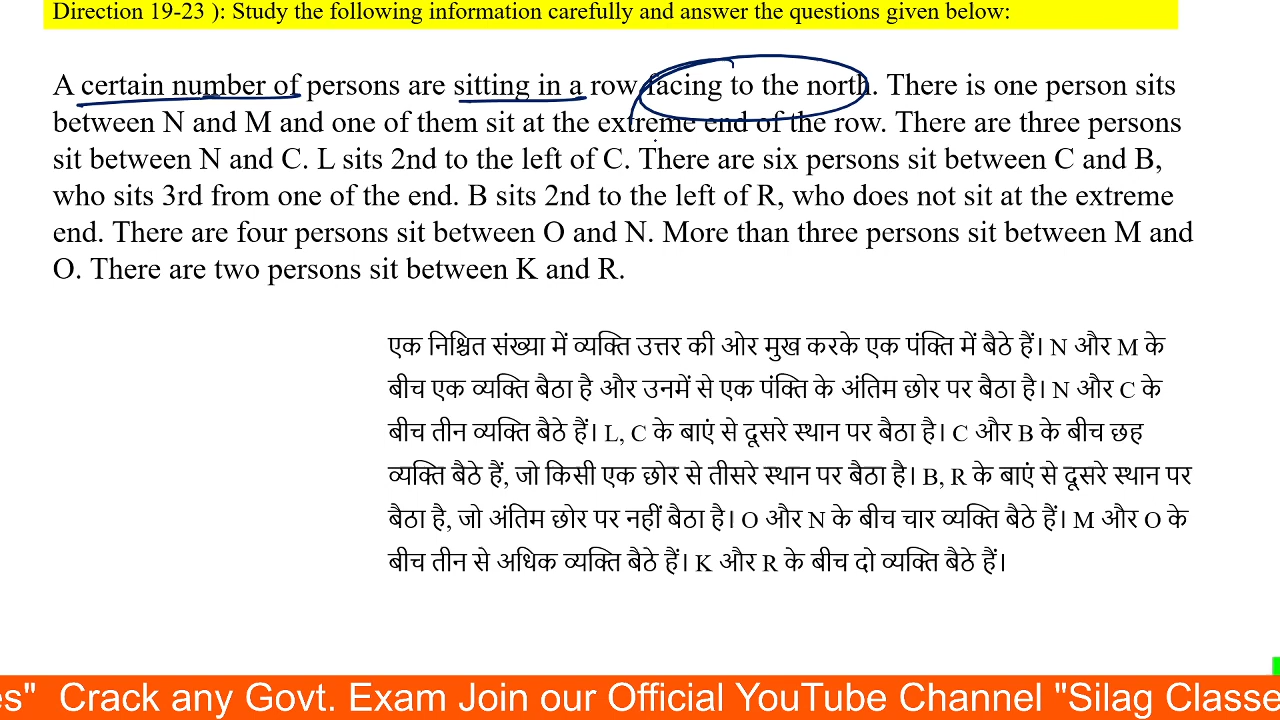 Direction 19-23 ): Study the following information carefully and answer the questions given below:
A certain number of persons are sitting in a row facing to the north. There is one person sits
between N and M and one of them sit at the extreme end of the row. There are three persons
sit between N and C. L sits 2nd to the left of C. There are six persons sit between C and B,
who sits 3rd from one of the end. B sits 2nd to the left of R, who does not sit at the extreme
end. There are four persons sit between O and N. More than three persons sit between M and
O. There are two persons sit between K and R.
एक निश्चित संख्या में व्यक्ति उत्तर की ओर मुख करके एक पंक्ति में बैठे हैं। N और M के
बीच एक व्यक्ति बैठा है और उनमें से एक पंक्ति के अंतिम छोर पर बैठा है। N और C के
बीच तीन व्यक्ति बैठे हैं। L, C के बाएं से दूसरे स्थान पर बैठा है। C और B के बीच छह
व्यक्ति बैठे हैं, जो किसी एक छोर से तीसरे स्थान पर बैठा है। B, R के बाएं से दूसरे स्थान पर
बैठा है, जो अंतिम छोर पर नहीं बैठा है। O और N के बीच चार व्यक्ति बैठे हैं। M और O के
बीच तीन से अधिक व्यक्ति बैठे हैं। K और R के बीच दो व्यक्ति बैठे हैं।
es" Crack any Govt. Exam Join our Official YouTube Channel "Silag Classe